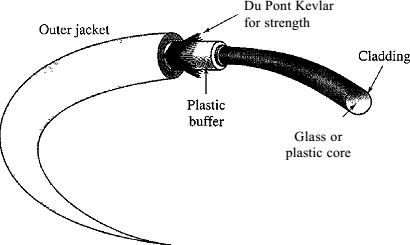 Du Pont Kevlar
for strength
Outer jacket
Cladding
Plastic
buffer
Glass or
plastic core